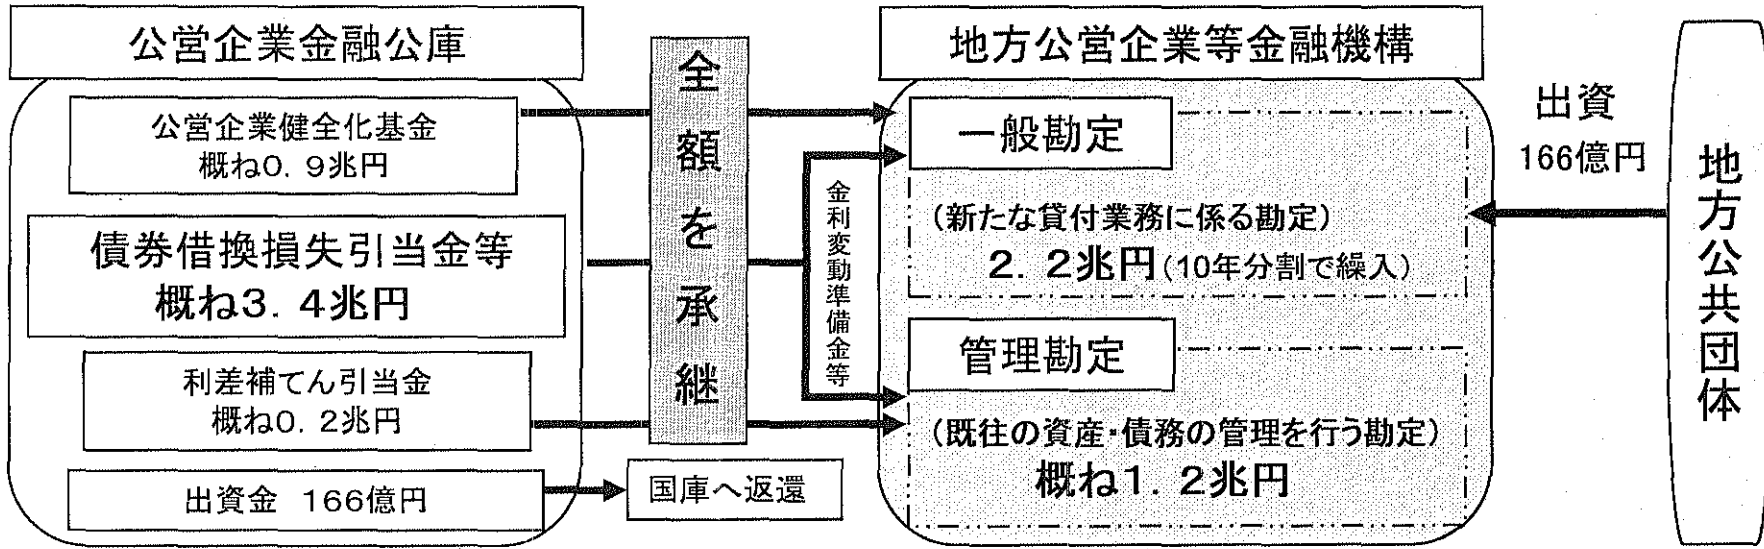 公営企業金融公庫
公営企業健全化基金
概ね0．9兆円
債券借換損失引当金等
概ね3．4兆円
利差補てん引当金
概ね0．2兆円
出資金 166億円
全額を承継
国庫へ返還
金利変動準備金等
地方公営企業等金融機構
一般勘定
(新たな貸付業務に係る勘定)
2．2兆円(10年分割で繰入)
管理勘定
(既往の資産・債務の管理を行う勘定)
概ね1．2兆円
出資
166億円
地方公共団体